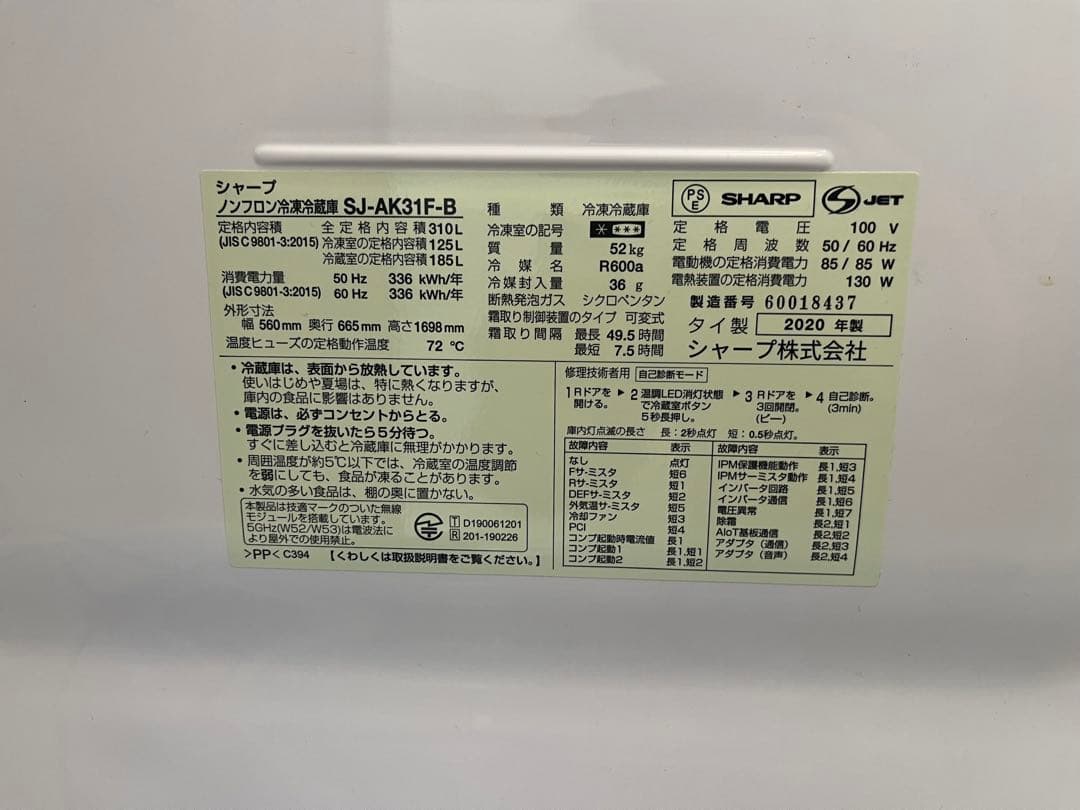 シャープ
ノンフロン冷凍冷蔵庫 SJ-AK31F-B
定格内容積 全定格内容積 310L
(JIS C 9801-3:2015) 冷凍室の定格内容積 125L
冷蔵室の定格内容積 185L
消費電力量 50 Hz 336 kWh/年
(JIS C 9801-3:2015) 60 Hz 336 kWh/年
外形寸法
幅 560mm 奥行 665mm 高さ 1698mm
温度ヒューズの定格動作温度 72 ℃
種類 冷凍冷蔵庫
冷凍室の記号 * ***
質量 52kg
冷媒名 R600a
冷媒封入量 36 g
断熱発泡ガス シクロペンタン
霜取り制御装置のタイプ 可変式
霜取り間隔 最長 49.5時間
最短 7.5時間
PSE SHARP S JET
定格電圧 100 V
定格周波数 50/60 Hz
電動機の定格消費電力 85/85 W
電熱装置の定格消費電力 130 W
製造番号 60018437
タイ製 2020 年製
シャープ株式会社
・冷蔵庫は、表面から放熱しています。
使いはじめや夏場は、特に熱くなりますが、
庫内の食品に影響はありません。
・電源は、必ずコンセントからとる。
・電源プラグを抜いたら5分待つ。
すぐに差し込むと冷蔵庫に無理がかかります。
・周囲温度が約5℃以下では、冷蔵室の温度調節
を弱にしても、食品が凍ることがあります。
・水気の多い食品は、棚の奥に置かない。
本製品は技適マークのついた無線
モジュールを搭載しています。
5GHz(W52/W53)は電波法に
より屋外での使用禁止。
T D190061201
R 201-190226
>PP< C394 【くわしくは取扱説明書をご覧ください。】
修理技術者用 自己診断モード
1 Rドアを開ける。 ▶ 2 温調LED消灯状態で冷蔵室ボタン5秒長押し。 ▶ 3 Rドアを3回開閉。(ピー) ▶ 4 自己診断。(3min)
庫内灯点滅の長さ 長:2秒点灯 短:0.5秒点灯。
故障内容 表示
なし 点灯
Fサ-ミスタ 短6
Rサ-ミスタ 短1
DEFサ-ミスタ 短2
外気温サ-ミスタ 短5
冷却ファン 短3
PCI 短4
コンプ起動時電流値 長1
コンプ起動1 長1,短1
コンプ起動2 長1,短2
故障内容 表示
IPM保護機能動作 長1,短3
IPMサーミスタ動作 長1,短4
インバータ回路 長1,短5
インバータ通信 長1,短6
電圧異常 長1,短7
除霜 長2,短1
AIoT基板通信 長2,短2
アダプタ(通信) 長2,短3
アダプタ(音声) 長2,短4